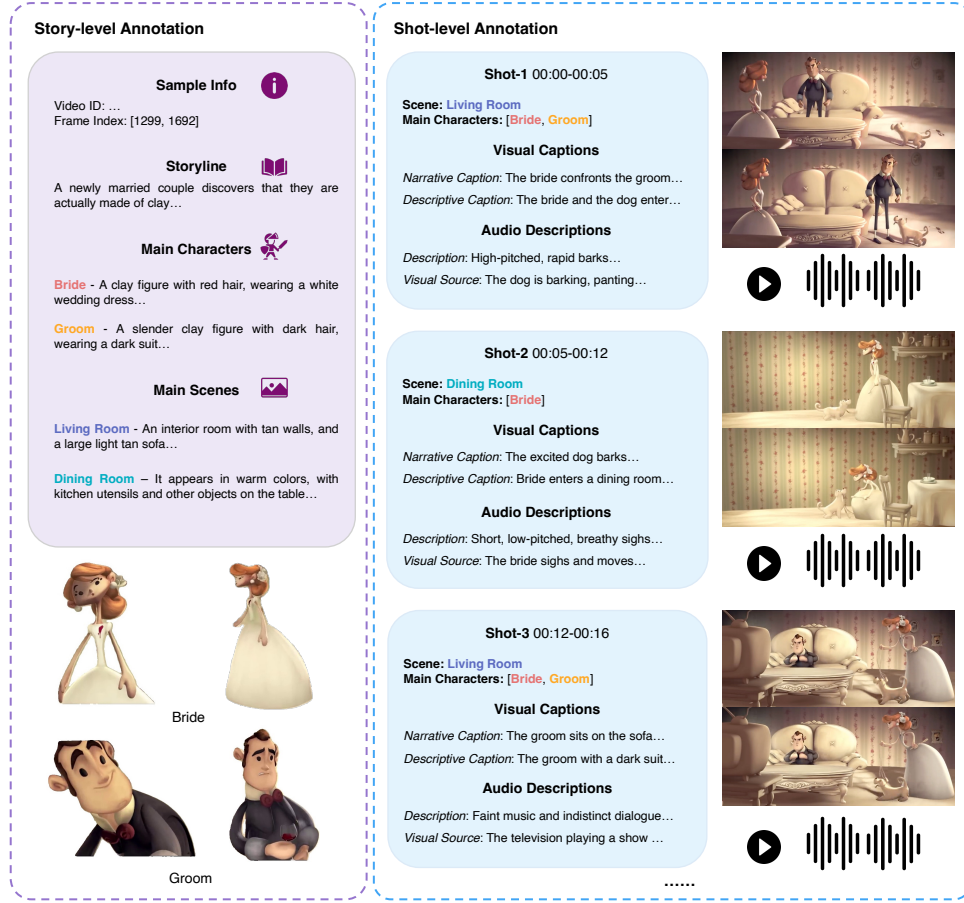 Story-level Annotation
Sample Info
Video ID: …
Frame Index: [1299, 1692]
Storyline
A newly married couple discovers that they are
actually made of clay…
Main Characters
Bride - A clay figure with red hair, wearing a white
wedding dress…
Groom - A slender clay figure with dark hair,
wearing a dark suit…
Main Scenes
Living Room - An interior room with tan walls, and
a large light tan sofa…
Dining Room – It appears in warm colors, with
kitchen utensils and other objects on the table…
Bride
Groom
Shot-level Annotation
Shot-1 00:00-00:05
Scene: Living Room
Main Characters: [Bride, Groom]
Visual Captions
Narrative Caption: The bride confronts the groom…
Descriptive Caption: The bride and the dog enter…
Audio Descriptions
Description: High-pitched, rapid barks…
Visual Source: The dog is barking, panting…
Shot-2 00:05-00:12
Scene: Dining Room
Main Characters: [Bride]
Visual Captions
Narrative Caption: The excited dog barks…
Descriptive Caption: Bride enters a dining room…
Audio Descriptions
Description: Short, low-pitched, breathy sighs…
Visual Source: The bride sighs and moves…
Shot-3 00:12-00:16
Scene: Living Room
Main Characters: [Bride, Groom]
Visual Captions
Narrative Caption: The groom sits on the sofa…
Descriptive Caption: The groom with a dark suit…
Audio Descriptions
Description: Faint music and indistinct dialogue…
Visual Source: The television playing a show …
……